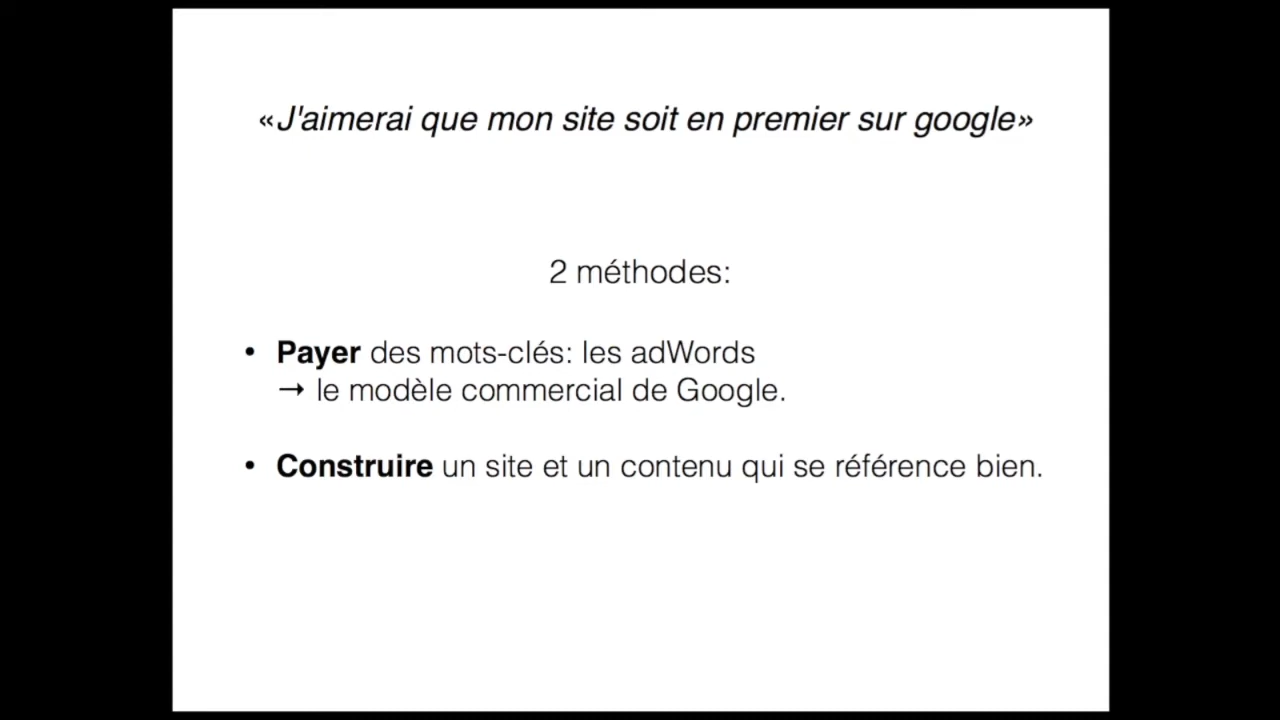 «J'aimerai que mon site soit en premier sur google»
2 méthodes:
• Payer des mots-clés: les adWords
→ le modèle commercial de Google.
• Construire un site et un contenu qui se référence bien.